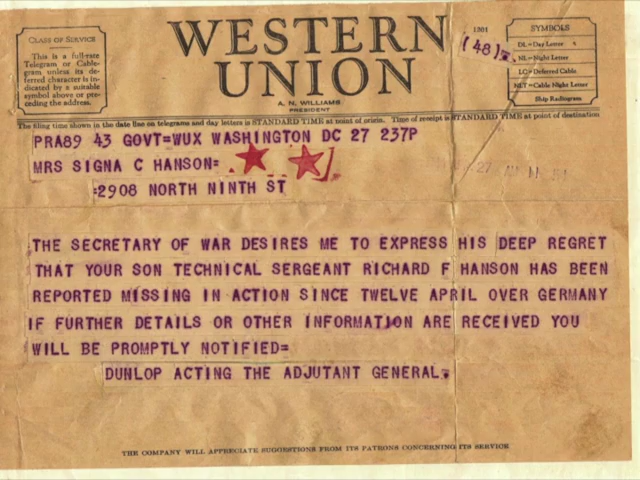 CLASS OF SERVICE
This is a full-rate
Telegram or Cable-
gram unless its de-
ferred character is in-
dicated by a suitable
symbol above or pre-
ceding the address.
WESTERN
UNION
A. N. WILLIAMS
PRESIDENT
1301
(48)
SYMBOLS
DL=Day Letter
NL=Night Letter
LC=Deferred Cable
NLT=Cable Night Letter
Ship Radiogram
The filing time shown in the date line on telegrams and day letters is STANDARD TIME at point of origin. Time of receipt is STANDARD TIME at point of destination
PRA89 43 GOVT=WUX WASHINGTON DC 27 237P
MRS SIGNA C HANSON=
:2908 NORTH NINTH ST
27
THE SECRETARY OF WAR DESIRES ME TO EXPRESS HIS DEEP REGRET
THAT YOUR SON TECHNICAL SERGEANT RICHARD F HANSON HAS BEEN
REPORTED MISSING IN ACTION SINCE TWELVE APRIL OVER GERMANY
IF FURTHER DETAILS OR OTHER INFORMATION ARE RECEIVED YOU
WILL BE PROMPTLY NOTIFIED=
DUNLOP ACTING THE ADJUTANT GENERAL.
THE COMPANY WILL APPRECIATE SUGGESTIONS FROM ITS PATRONS CONCERNING ITS SERVICE